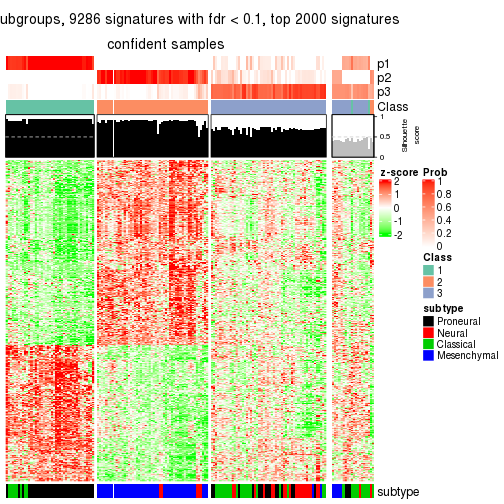 ubgroups, 9286 signatures with fdr < 0.1, top 2000 signatures
confident samples
p1
p2
p3
Class
1
0.5
0
Silhouette
score
z-score
2
1
0
-1
-2
Prob
1
0.8
0.6
0.4
0.2
0
Class
1
2
3
subtype
Proneural
Neural
Classical
Mesenchymal
subtype